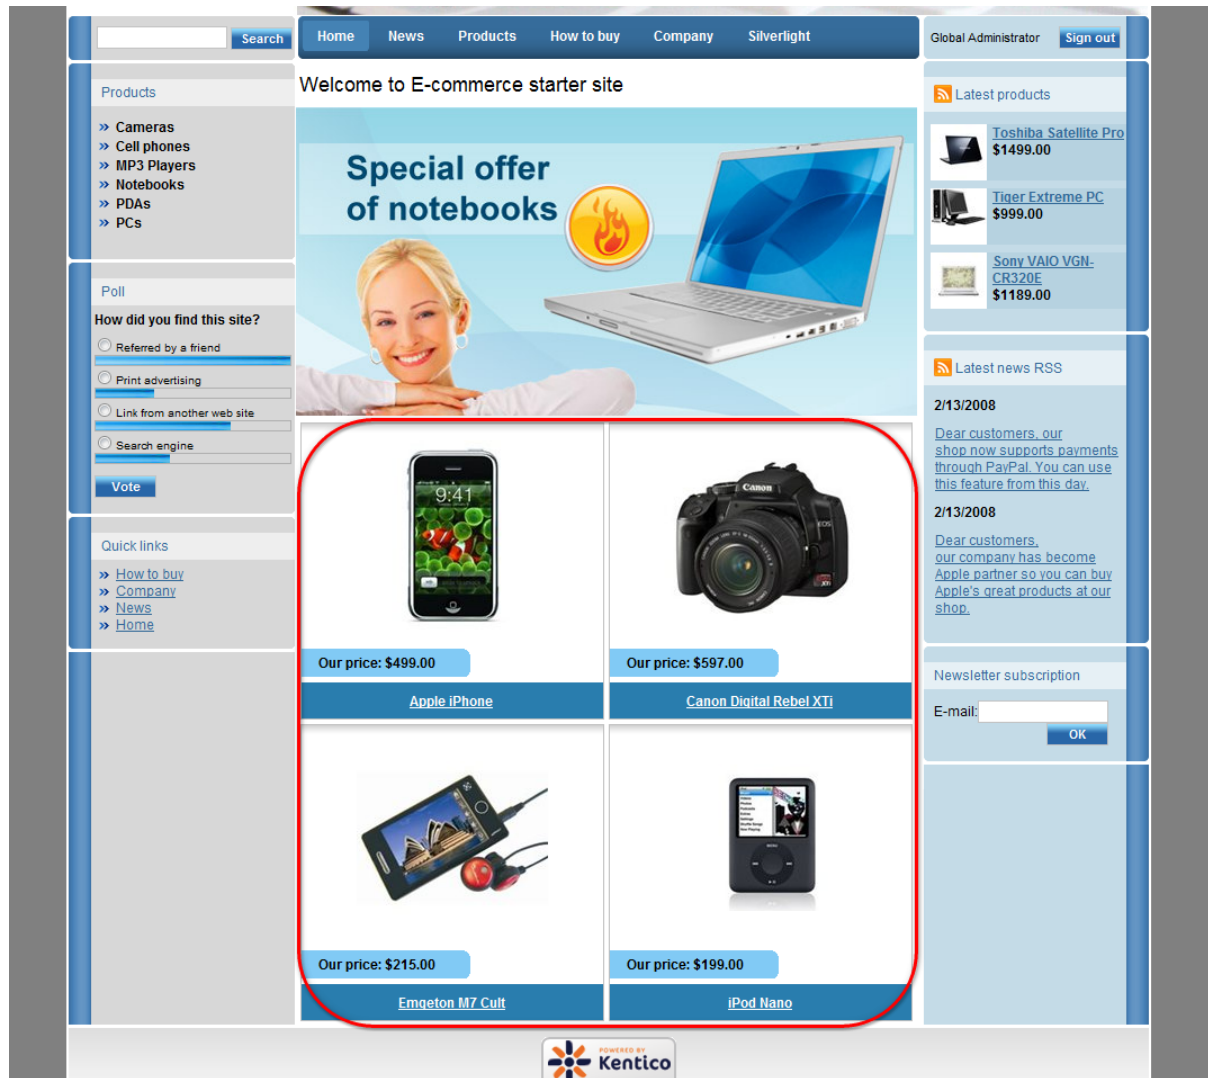 Search
Home News Products How to buy Company Silverlight
Global Administrator Sign out
Products
Cameras
Cell phones
MP3 Players
Notebooks
PDAs
PCs
Poll
How did you find this site?
Referred by a friend
Print advertising
Link from another web site
Search engine
Vote
Quick links
How to buy
Company
News
Home
Welcome to E-commerce starter site
Special offer
of notebooks
9:41
Canon
EOS
Our price: $499.00
Apple iPhone
Our price: $597.00
Canon Digital Rebel XTi
MENU
Our price: $215.00
Emgeton M7 Cult
Our price: $199.00
iPod Nano
Latest products
Toshiba Satellite Pro
$1499.00
Tiger Extreme PC
$999.00
Sony VAIO VGN-
CR320E
$1189.00
Latest news RSS
2/13/2008
Dear customers, our
shop now supports payments
through PayPal. You can use
this feature from this day.
2/13/2008
Dear customers,
our company has become
Apple partner so you can buy
Apple's great products at our
shop.
Newsletter subscription
E-mail:
OK
POWERED BY
Kentico